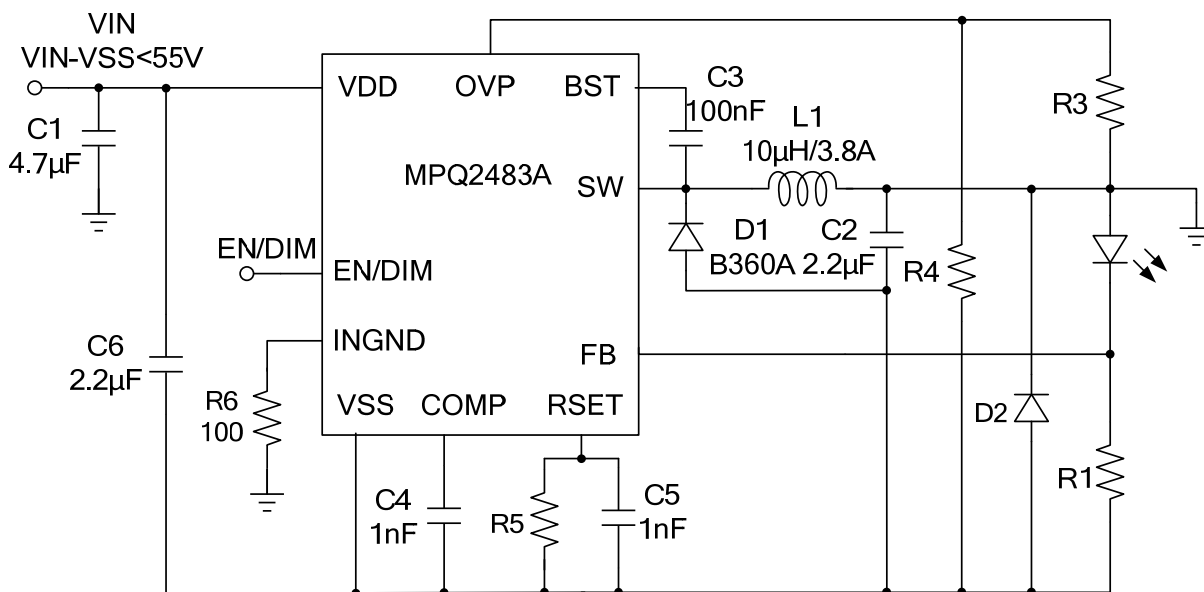 VIN
VIN-VSS<55V
VDD
OVP
BST
C3
100nF
R3
C1
4.7µF
L1
10µH/3.8A
MPQ2483A
SW
EN/DIM
EN/DIM
D1
B360A
C2
2.2µF
R4
INGND
FB
C6
2.2µF
R6
100
VSS
COMP
RSET
D2
R1
C4
1nF
R5
C5
1nF